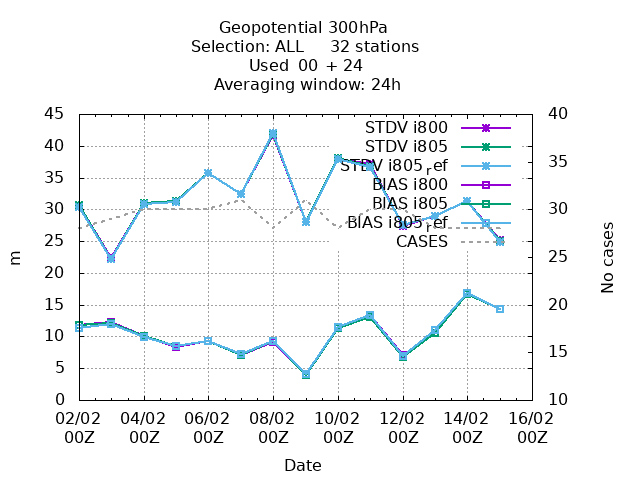 Geopotential 300hPa
Selection: ALL 32 stations
Used 00 + 24
Averaging window: 24h
45 40
40 35
35 30
30 25
25 20
20 15
15 10
10
5
0
m
No cases
STDV i800
STDV i805
STDV i805ref
BIAS i800
BIAS i805
BIAS i805ref
CASES
02/02 04/02 06/02 08/02 10/02 12/02 14/02 16/02
00Z 00Z 00Z 00Z 00Z 00Z 00Z 00Z
Date